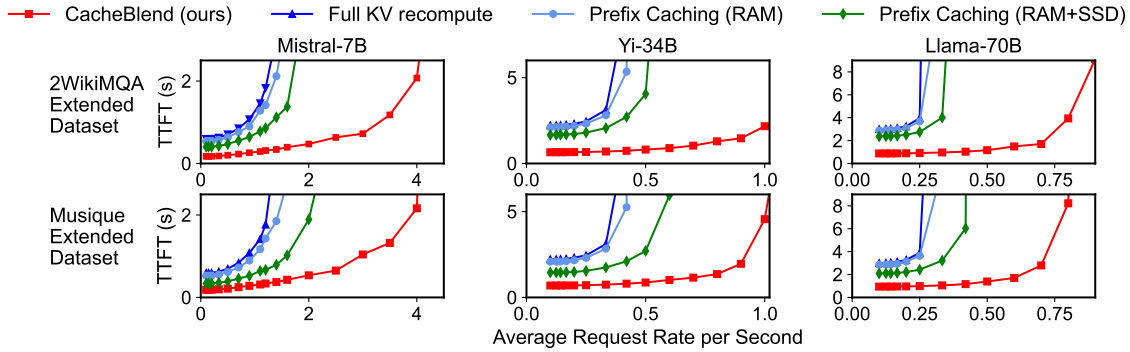 CacheBlend (ours) Full KV recompute Prefix Caching (RAM) Prefix Caching (RAM+SSD)
Mistral-7B Yi-34B Llama-70B
2WikiMQA
Extended
Dataset
TTFT (s)
2
0
0 2 4
5
0
0.0 0.5 1.0
8
6
4
2
0
0.00 0.25 0.50 0.75
Musique
Extended
Dataset
TTFT (s)
2
0
0 2 4
5
0
0.0 0.5 1.0
8
6
4
2
0
0.00 0.25 0.50 0.75
Average Request Rate per Second